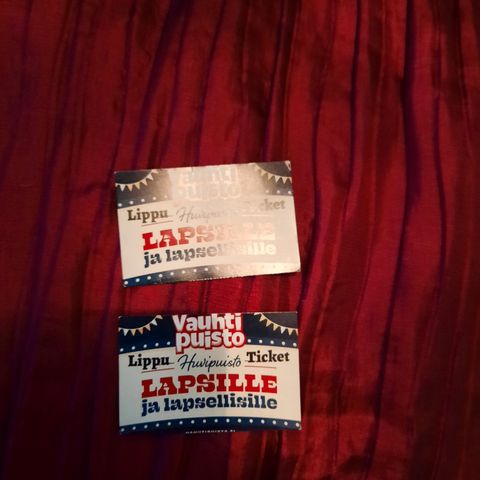 Vauhti
puisto
Lippu Huvipuisto Ticket
LAPSILLE
ja lapsellisille
Vauhti
puisto
Lippu Huvipuisto Ticket
LAPSILLE
ja lapsellisille